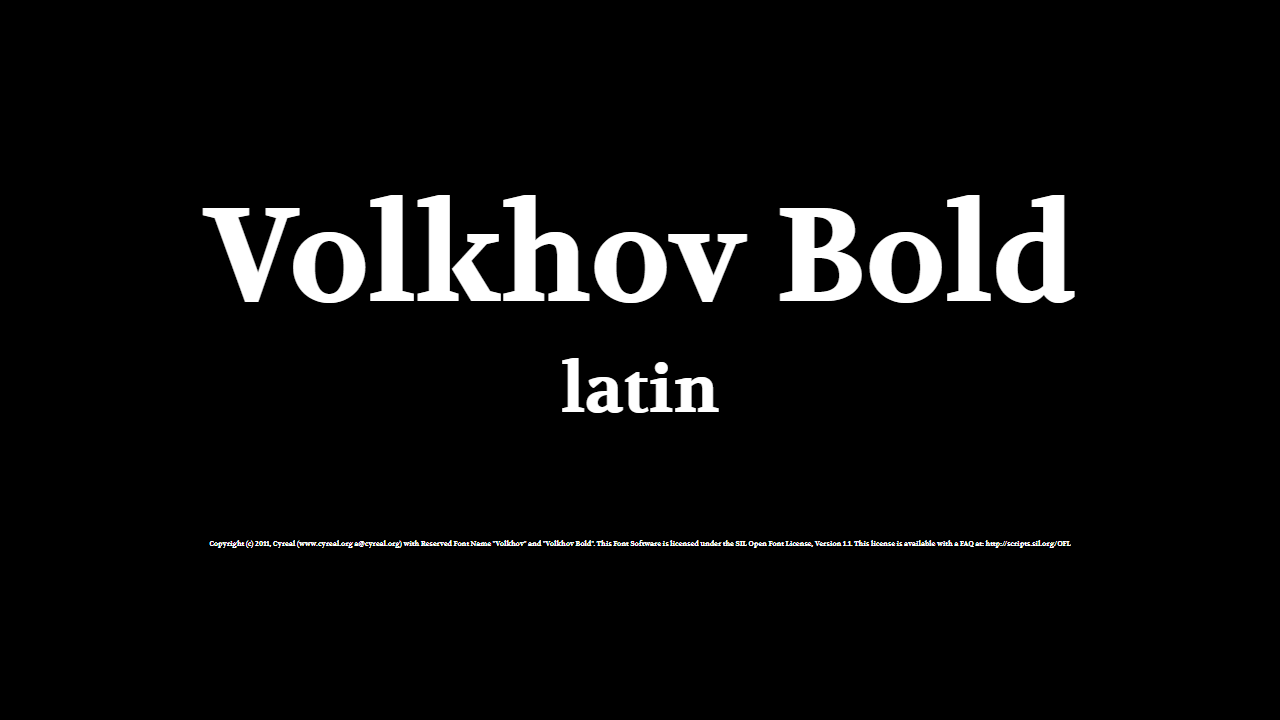 Volkhov Bold
latin
Copyright (c) 2011, Cyreal (www.cyreal.org a@cyreal.org) with Reserved Font Name "Volkhov" and "Volkhov Bold". This Font Software is licensed under the SIL Open Font License, Version 1.1. This license is available with a FAQ at: http://scripts.sil.org/OFL